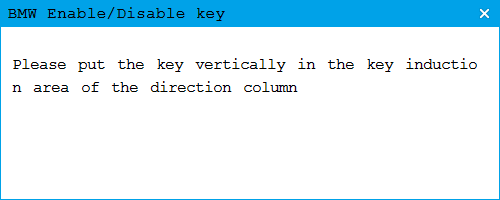 BMW Enable/Disable key
Please put the key vertically in the key inductio
n area of the direction column